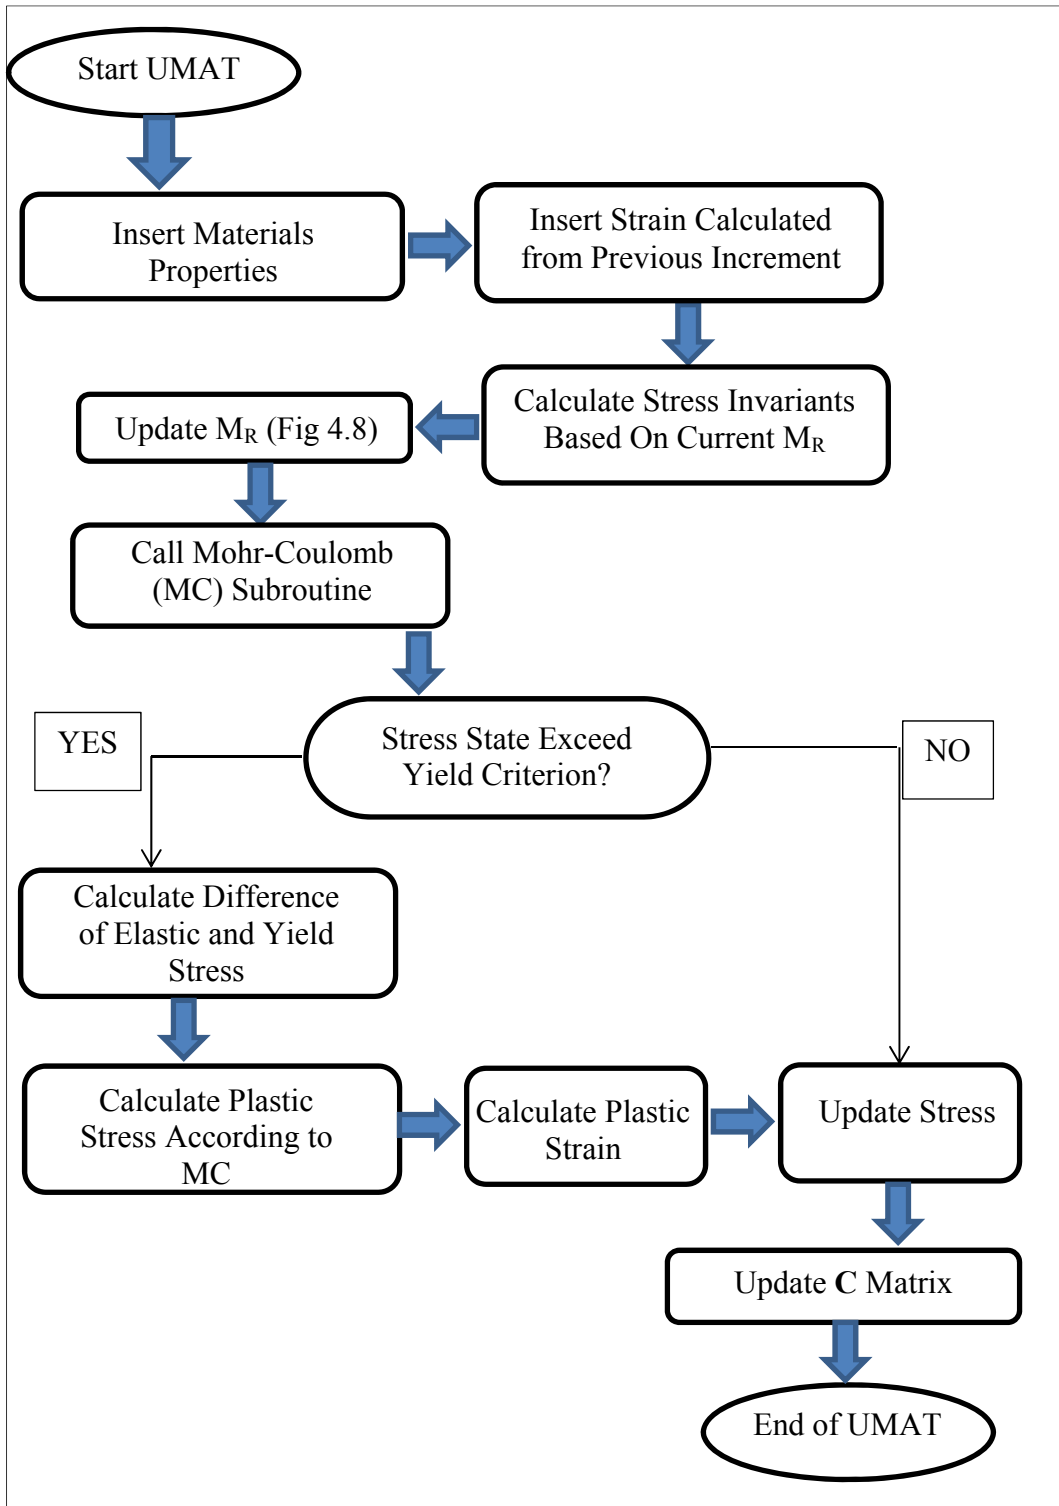 Start UMAT
Insert Materials
Properties
Insert Strain Calculated
from Previous Increment
Calculate Stress Invariants
Based On Current MR
Update MR (Fig 4.8)
Call Mohr-Coulomb
(MC) Subroutine
Stress State Exceed
Yield Criterion?
YES
NO
Calculate Difference
of Elastic and Yield
Stress
Calculate Plastic
Stress According to
MC
Calculate Plastic
Strain
Update Stress
Update C Matrix
End of UMAT